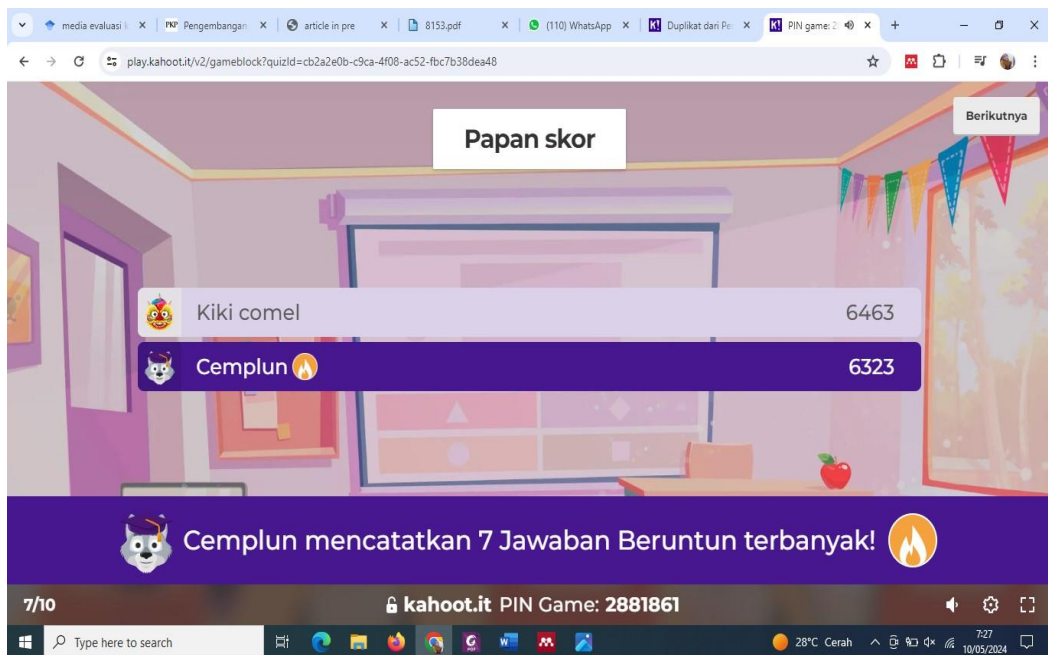 media evaluasi
PKP Pengembangan
article in pre
8153.pdf
(110) WhatsApp
K! Duplikat dari Pe
K! PIN game: 2
play.kahoot.it/v2/gameblock?quizId=cb2a2e0b-c9ca-4f08-ac52-fbc7b38dea48
Berikutnya
Papan skor
Kiki comel 6463
Cemplun 6323
Cemplun mencatatkan 7 Jawaban Beruntun terbanyak!
7/10
kahoot.it PIN Game: 2881861
Type here to search
28°C Cerah
7:27
10/05/2024